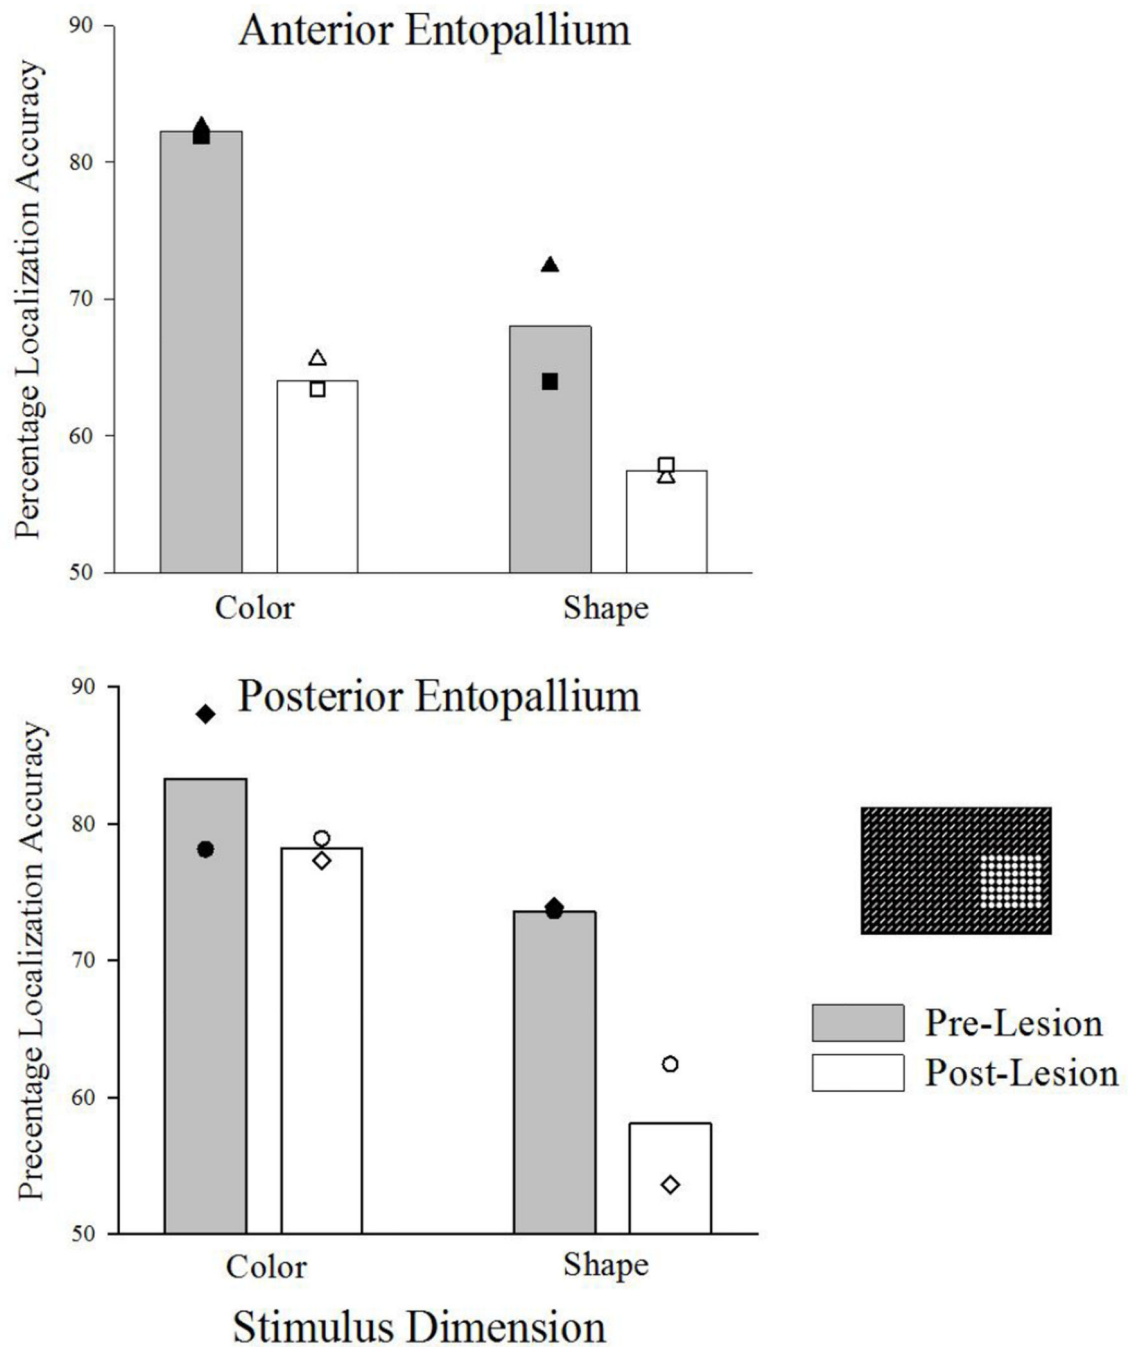 Anterior Entopallium
Percentage Localization Accuracy
90
80
70
60
50
Color Shape
Posterior Entopallium
Precentage Localization Accuracy
90
80
70
60
50
Color Shape
Stimulus Dimension
Pre-Lesion
Post-Lesion